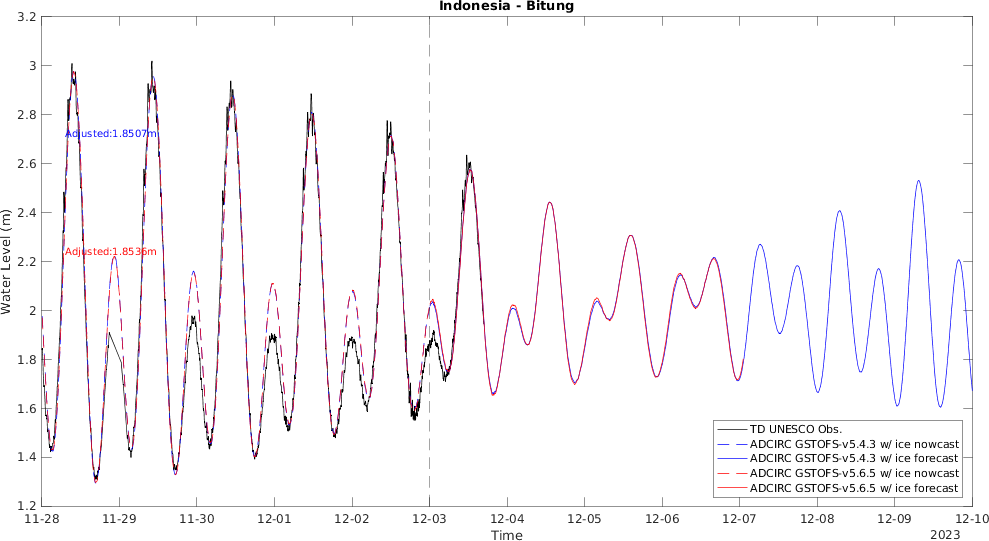 Indonesia - Bitung
3.2
3
2.8
2.6
2.4
2.2
2
1.8
1.6
1.4
1.2
Water Level (m)
Adjusted:1.8507m
Adjusted:1.8536m
TD UNESCO Obs.
ADCIRC GSTOFS-v5.4.3 w/ ice nowcast
ADCIRC GSTOFS-v5.4.3 w/ ice forecast
ADCIRC GSTOFS-v5.6.5 w/ ice nowcast
ADCIRC GSTOFS-v5.6.5 w/ ice forecast
11-28 11-29 11-30 12-01 12-02 12-03 12-04 12-05 12-06 12-07 12-08 12-09 12-10
Time
2023